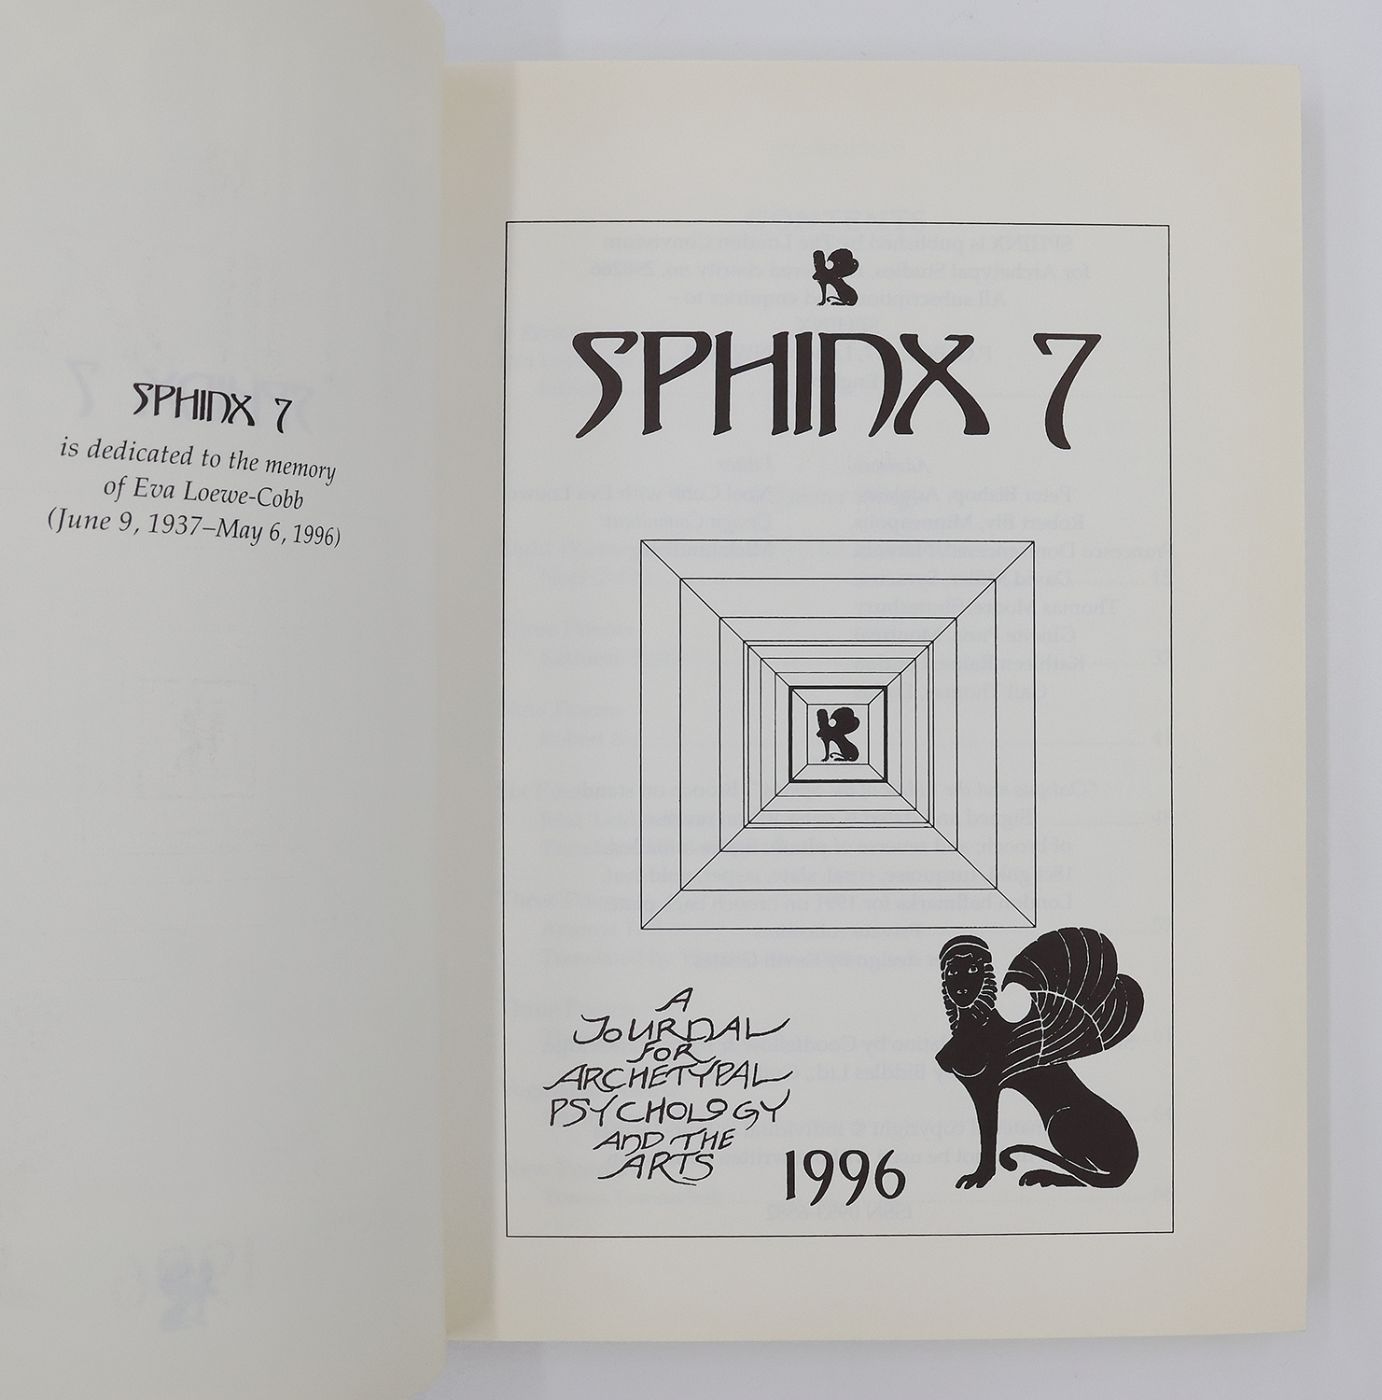 SPHINX 7
is dedicated to the memory
of Eva Loewe-Cobb
(June 9, 1937–May 6, 1996)
SPHINX 7
A
JOURNAL
FOR
ARCHETYPAL
PSYCHOLOGY
AND THE
ARTS
1996